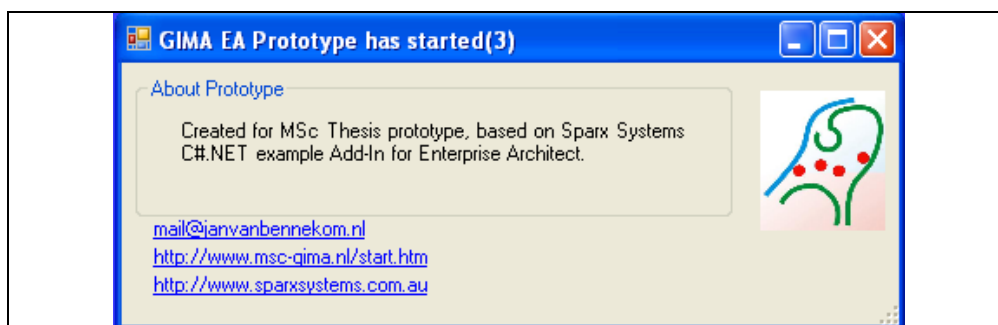 GIMA EA Prototype has started(3)
About Prototype
Created for MSc Thesis prototype, based on Sparx Systems
C#.NET example Add-In for Enterprise Architect.
mail@janvanbennekom.nl
http://www.msc-gima.nl/start.htm
http://www.sparxsystems.com.au